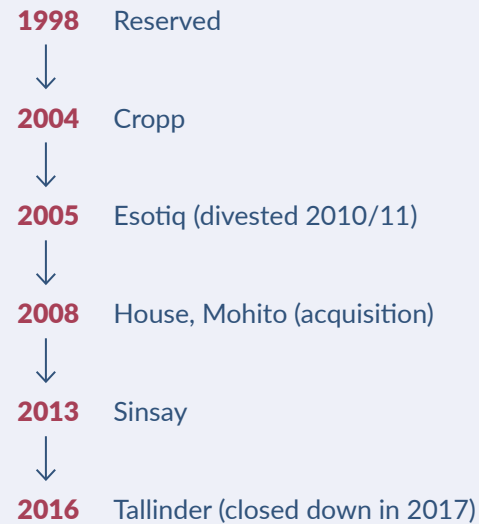 1998 Reserved
2004 Cropp
2005 Esotiq (divested 2010/11)
2008 House, Mohito (acquisition)
2013 Sinsay
2016 Tallinder (closed down in 2017)